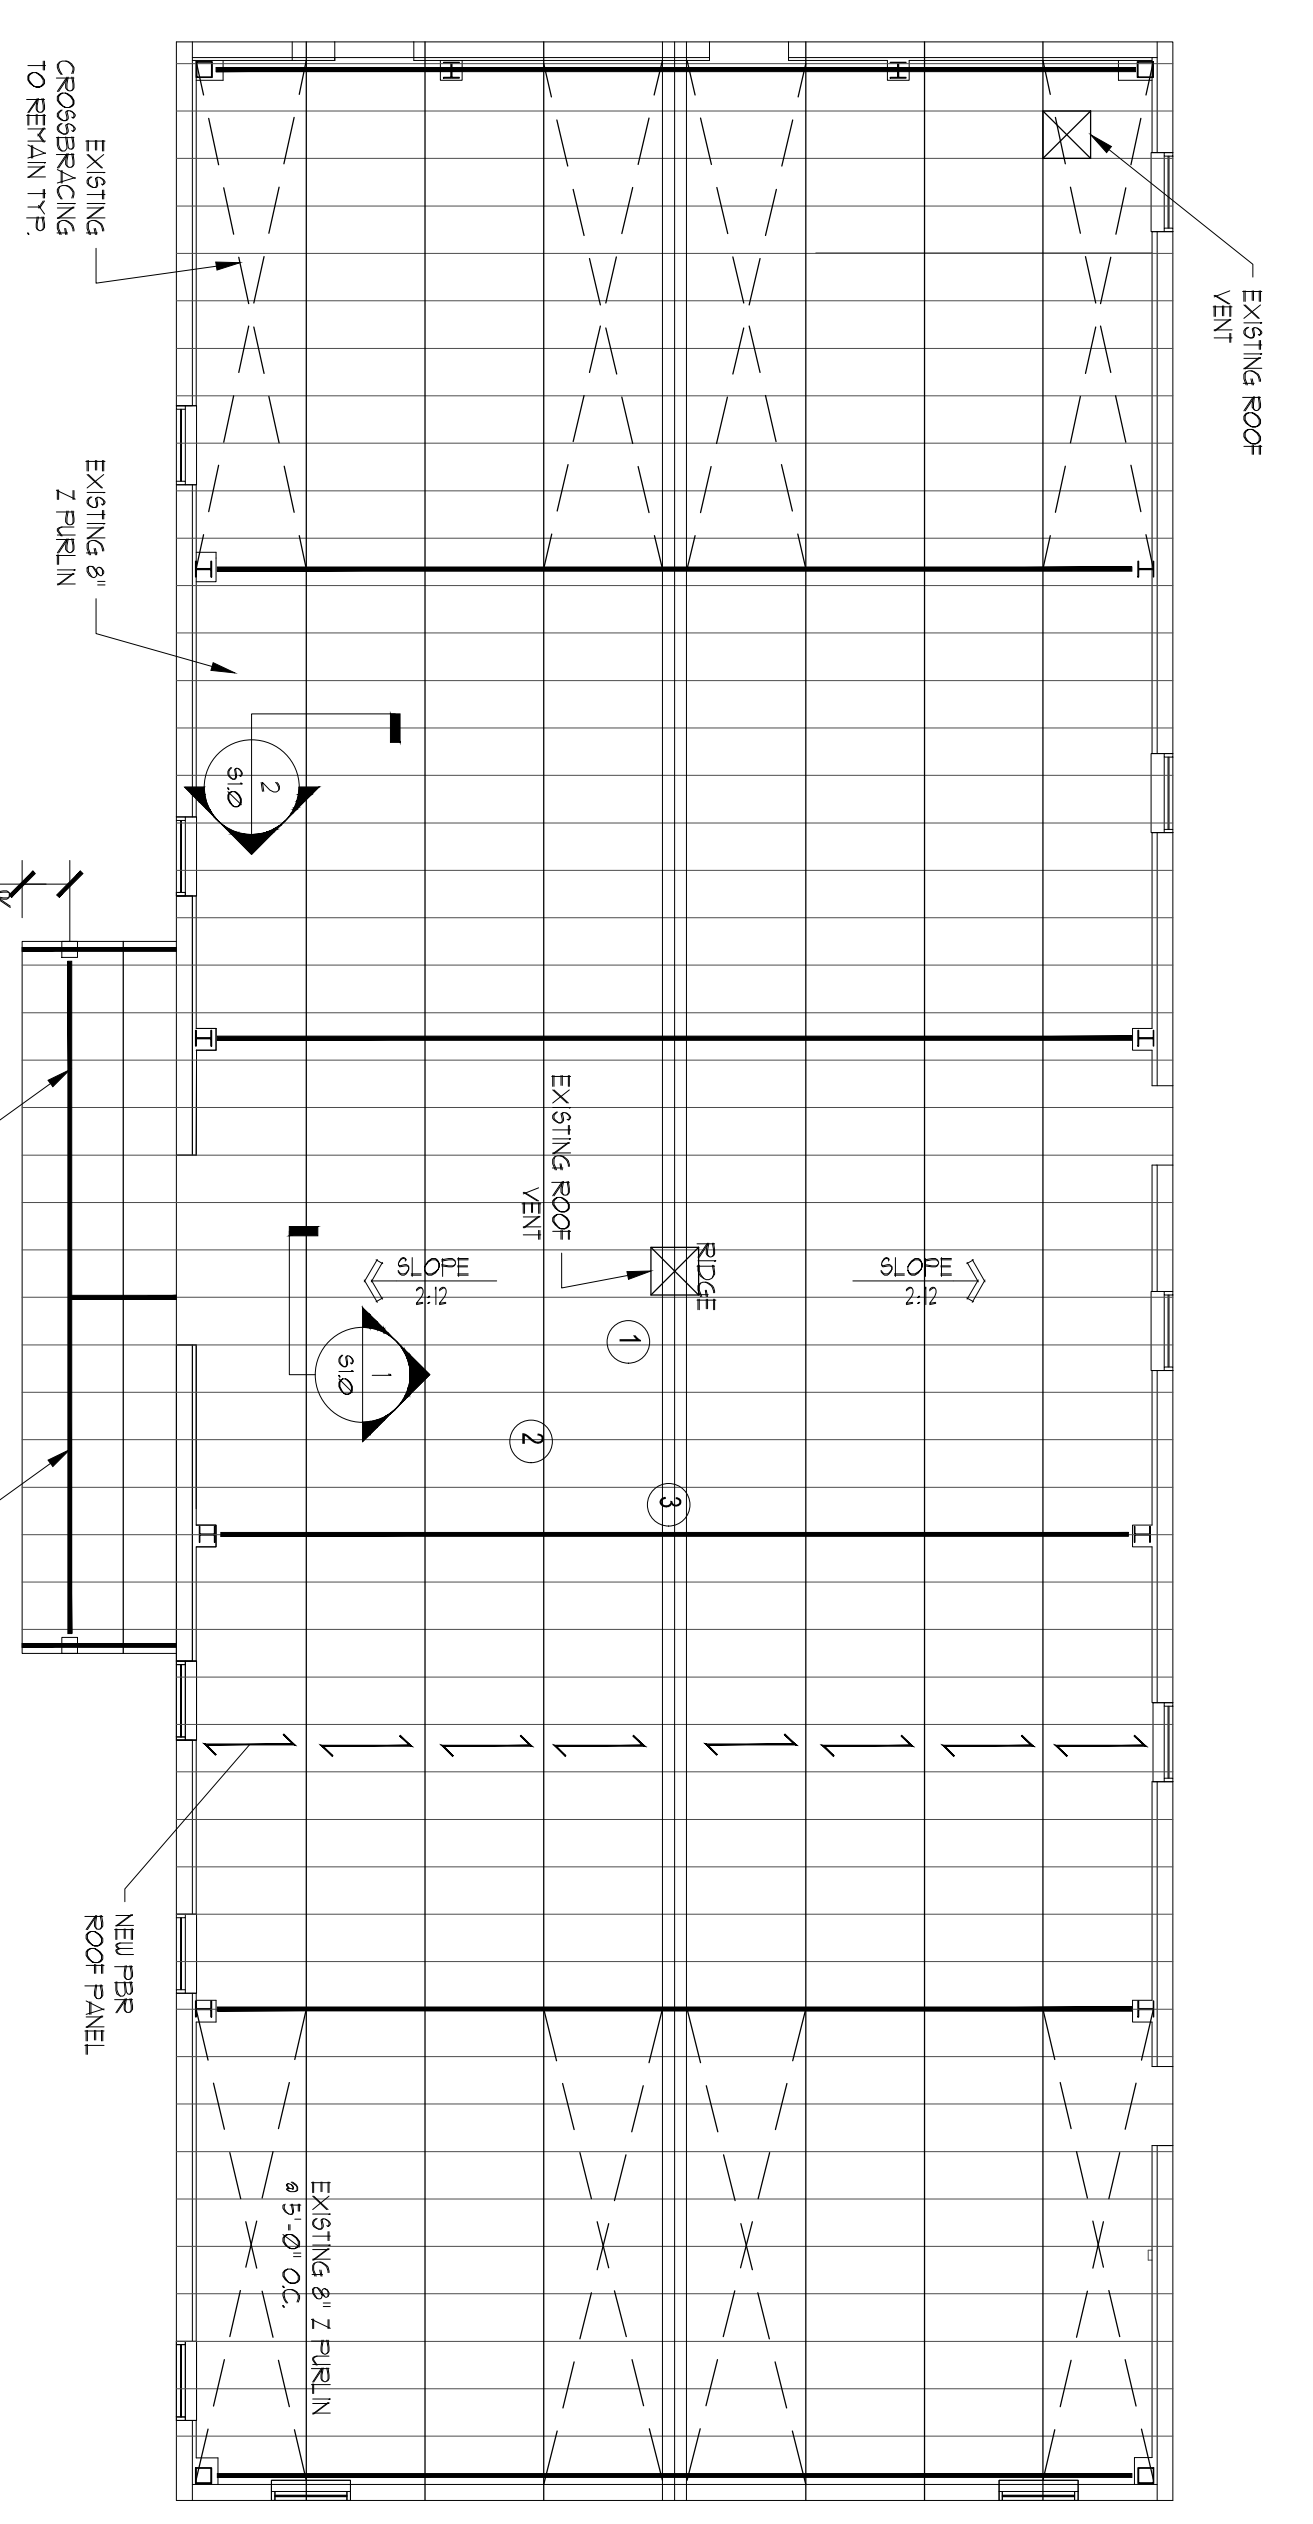 EXISTING
CROSSBRACING
TO REMAIN TYP.
EXISTING ROOF
VENT
EXISTING 8"
Z PURLIN
2
S1.0
EXISTING ROOF
VENT
RIDGE
SLOPE
2:12
SLOPE
2:12
1
S1.0
1
2
3
NEW PBR
ROOF PANEL
EXISTING 8" Z PURLIN
@ 5'-0" O.C.